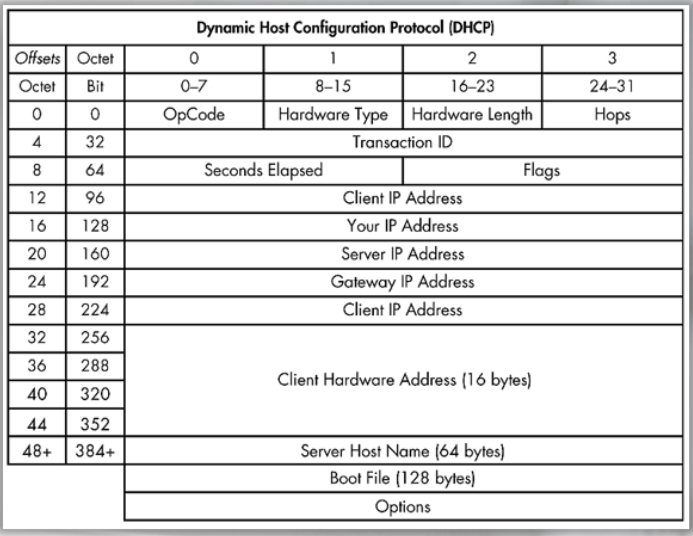 Dynamic Host Configuration Protocol (DHCP)
Offsets Octet 0 1 2 3
Octet Bit 0–7 8–15 16–23 24–31
0 0 OpCode Hardware Type Hardware Length Hops
4 32 Transaction ID
8 64 Seconds Elapsed Flags
12 96 Client IP Address
16 128 Your IP Address
20 160 Server IP Address
24 192 Gateway IP Address
28 224 Client IP Address
32 256
36 288
Client Hardware Address (16 bytes)
40 320
44 352
48+ 384+ Server Host Name (64 bytes)
Boot File (128 bytes)
Options